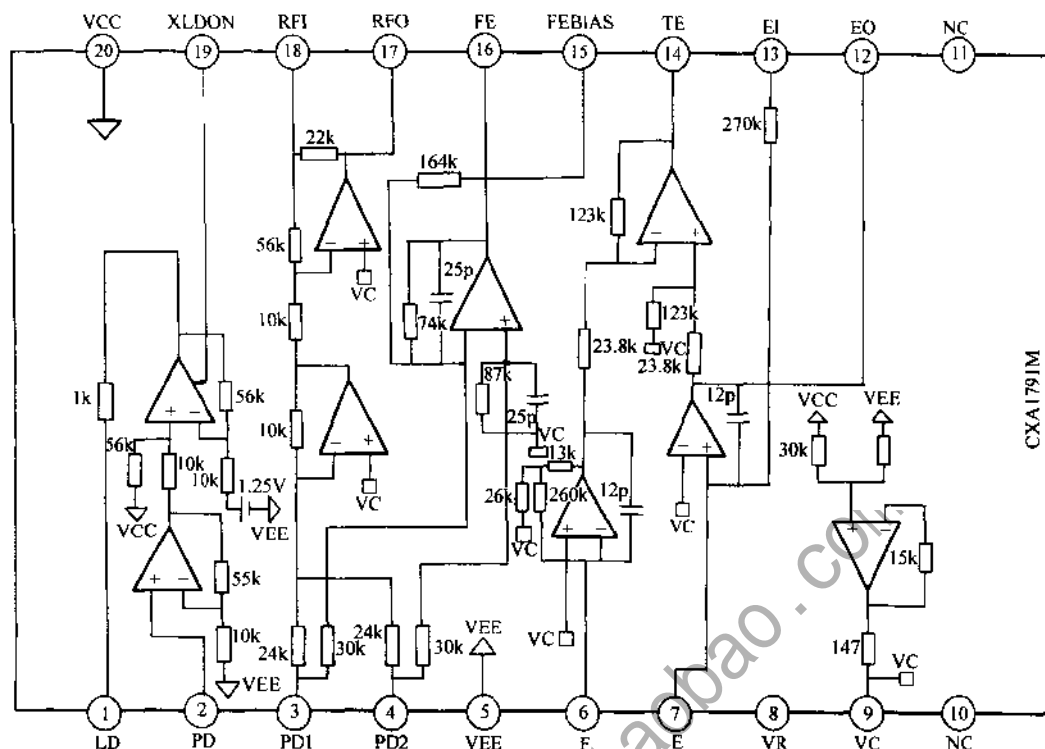 VCC XLDON RFI RFO FE FEBIAS TE EI EO NC
20 19 18 17 16 15 14 13 12 11
22k
164k
270k
123k
56k
25p
VC
10k
74k
123k
VC
23.8k
23.8k
1k
56k
87k
12p
VCC VEE
30k
56k
10k
10k
10k
25p
VC
13k
1.25V
VCC
VEE
VC
26k
260k
12p
VC
VC
15k
55k
10k
VEE
24k
30k
24k
30k
VEE
VC
147
VC
1 2 3 4 5 6 7 8 9 10
LD PD PD1 PD2 VEE F E VR VC NC
CXA1791M